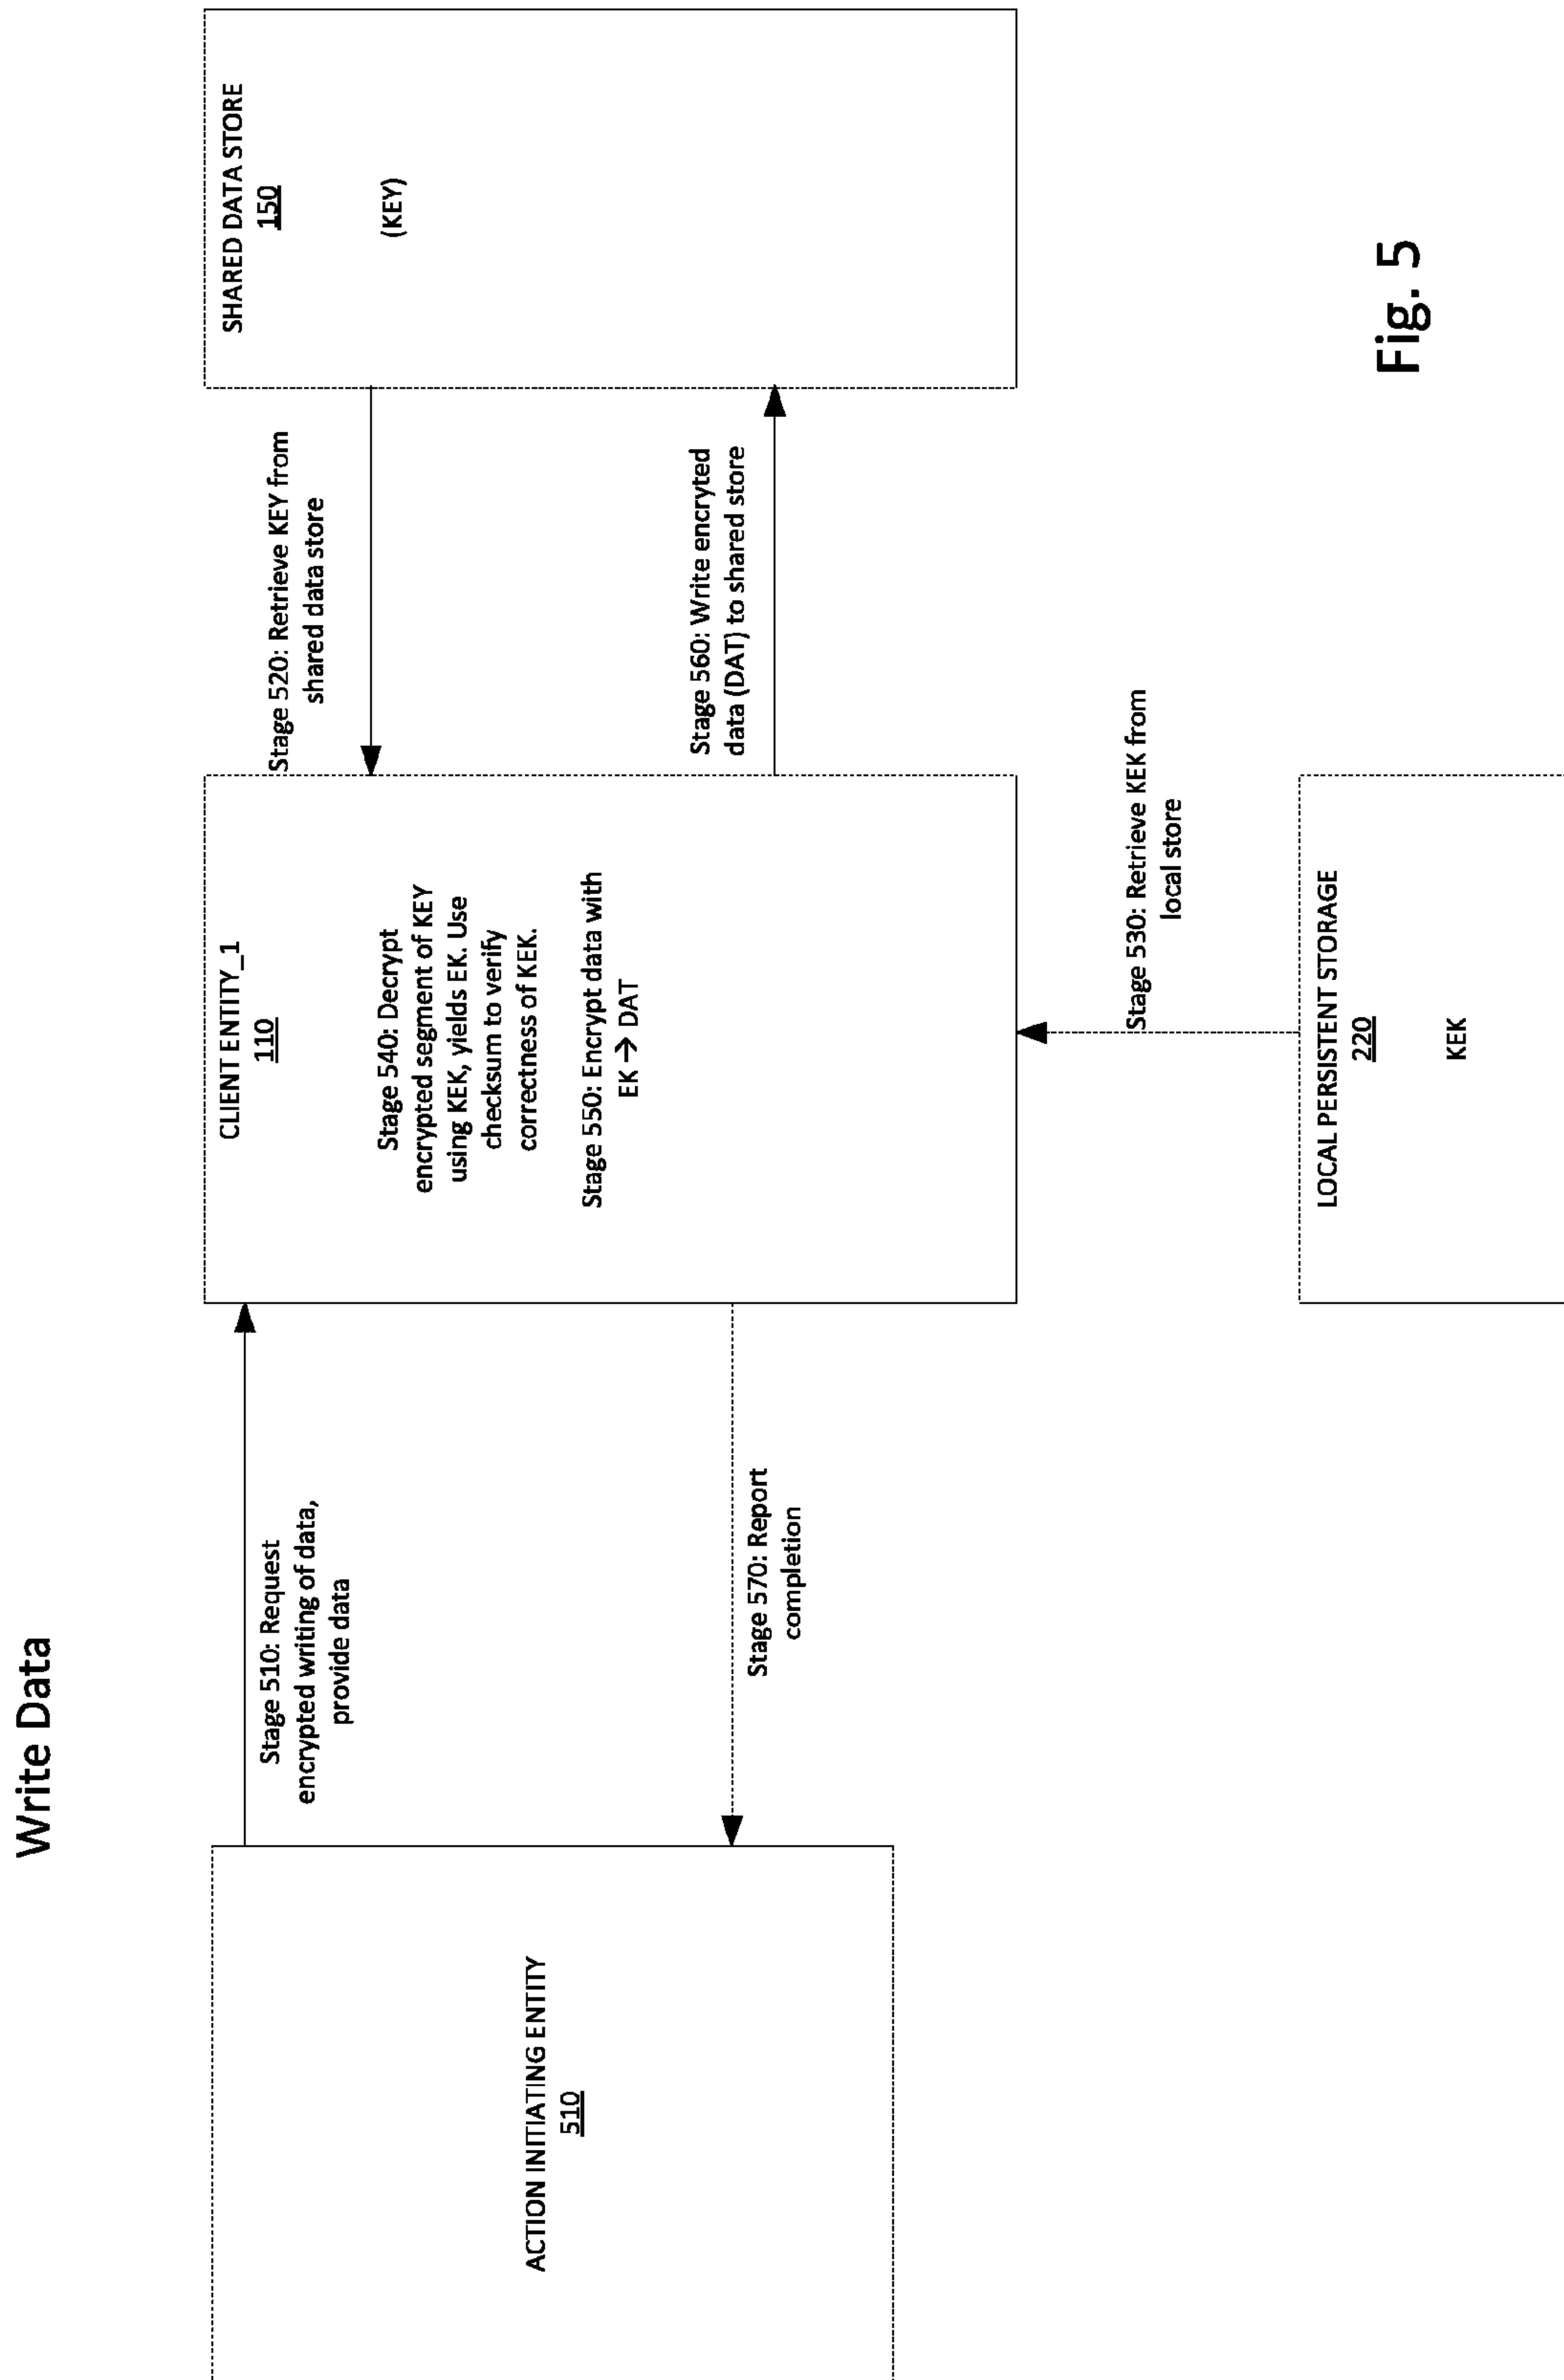 Write Data
ACTION INITIATING ENTITY
510
Stage 510: Request
encrypted writing of data,
provide data
Stage 570: Report
completion
CLIENT ENTITY_1
110
Stage 540: Decrypt
encrypted segment of KEY
using KEK, yields EK. Use
checksum to verify
correctness of KEK.
Stage 550: Encrypt data with
EK → DAT
Stage 520: Retrieve KEY from
shared data store
Stage 560: Write encryted
data (DAT) to shared store
SHARED DATA STORE
150
(KEY)
Stage 530: Retrieve KEK from
local store
LOCAL PERSISTENT STORAGE
220
KEK
Fig. 5